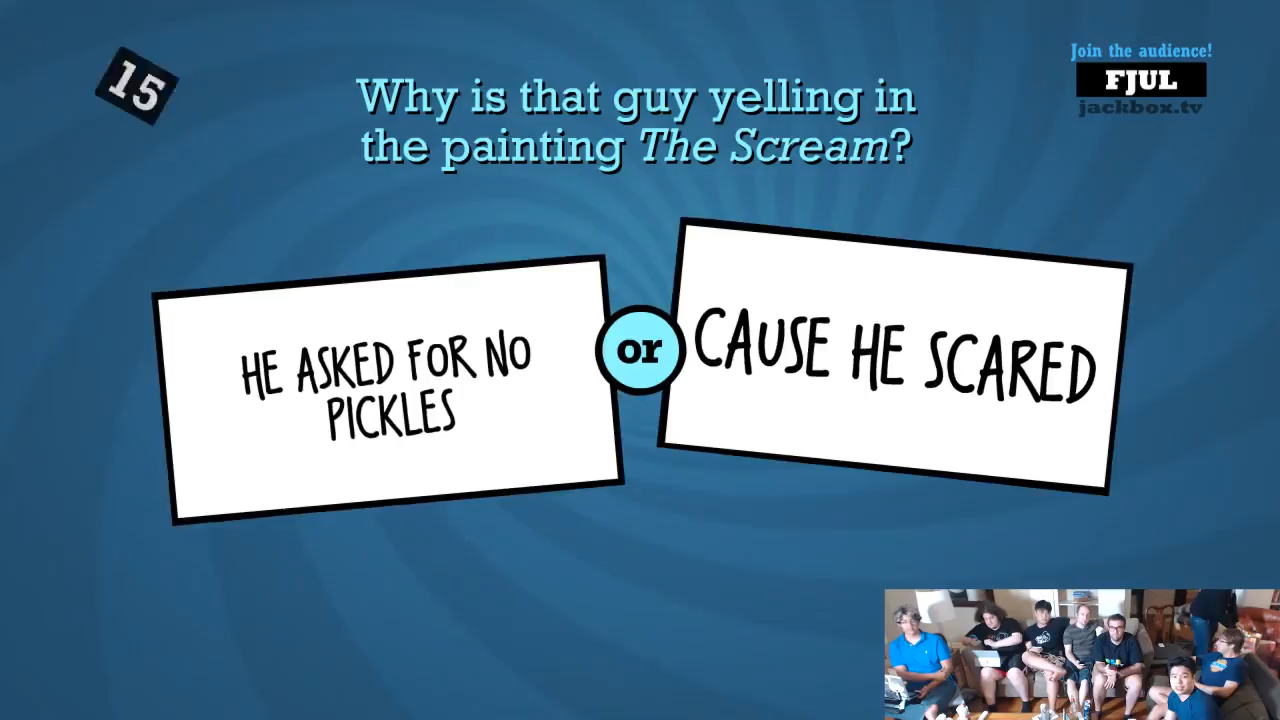 15
Join the audience!
FJUL
jackbox.tv
Why is that guy yelling in
the painting The Scream?
HE ASKED FOR NO
PICKLES
or
CAUSE HE SCARED